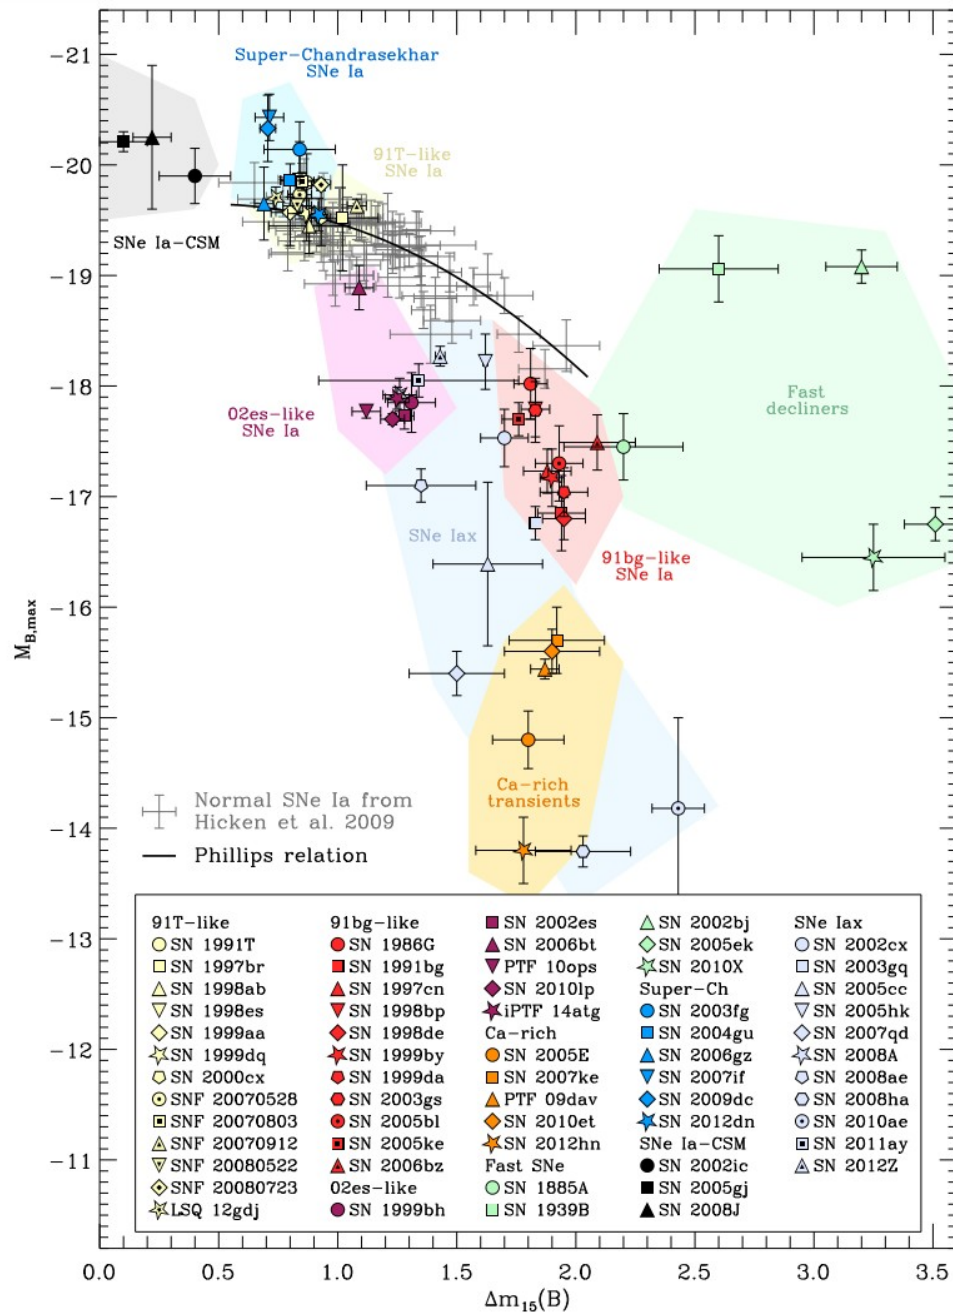 Super-Chandrasekhar
SNe Ia
91T-like
SNe Ia
SNe Ia-CSM
02es-like
SNe Ia
Fast
decliners
SNe Iax
91bg-like
SNe Ia
Ca-rich
transients
Normal SNe Ia from
Hicken et al. 2009
Phillips relation
M_B,max
-21
-20
-19
-18
-17
-16
-15
-14
-13
-12
-11
91T-like
SN 1991T
SN 1997br
SN 1998ab
SN 1998es
SN 1999aa
SN 1999dq
SN 2000cx
SNF 20070528
SNF 20070803
SNF 20070912
SNF 20080522
SNF 20080723
LSQ 12gdj
91bg-like
SN 1986G
SN 1991bg
SN 1997cn
SN 1998bp
SN 1998de
SN 1999by
SN 1999da
SN 2003gs
SN 2005bl
SN 2005ke
SN 2006bz
02es-like
SN 1999bh
SN 2002es
SN 2006bt
PTF 10ops
SN 2010lp
iPTF 14atg
Ca-rich
SN 2005E
SN 2007ke
PTF 09dav
SN 2010et
SN 2012hn
Fast SNe
SN 1885A
SN 1939B
SN 2002bj
SN 2005ek
SN 2010X
Super-Ch
SN 2003fg
SN 2004gu
SN 2006gz
SN 2007if
SN 2009dc
SN 2012dn
SNe Ia-CSM
SN 2002ic
SN 2005gj
SN 2008J
SNe Iax
SN 2002cx
SN 2003gq
SN 2005cc
SN 2005hk
SN 2007qd
SN 2008A
SN 2008ae
SN 2008ha
SN 2010ae
SN 2011ay
SN 2012Z
0.0 0.5 1.0 1.5 2.0 2.5 3.0 3.5
Δm₁₅(B)